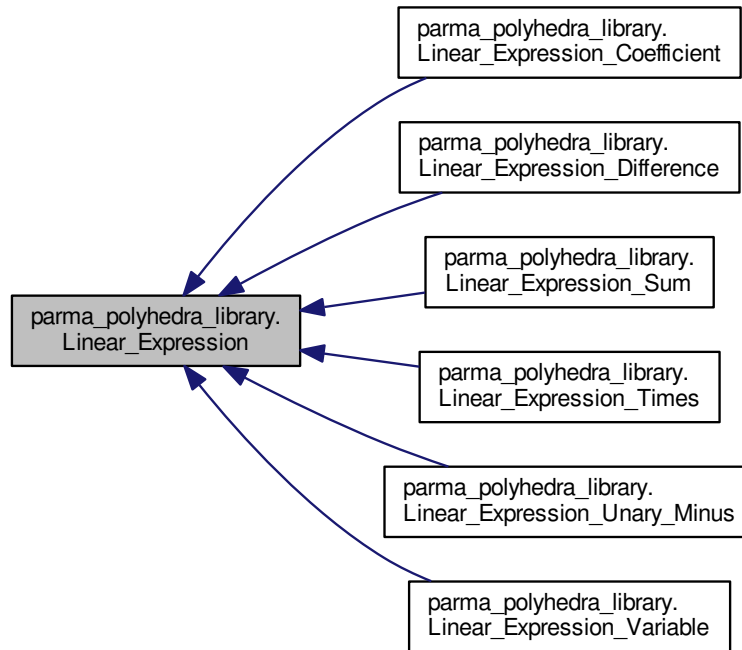 parma_polyhedra_library.
Linear_Expression_Coefficient
parma_polyhedra_library.
Linear_Expression_Difference
parma_polyhedra_library.
Linear_Expression_Sum
parma_polyhedra_library.
Linear_Expression
parma_polyhedra_library.
Linear_Expression_Times
parma_polyhedra_library.
Linear_Expression_Unary_Minus
parma_polyhedra_library.
Linear_Expression_Variable